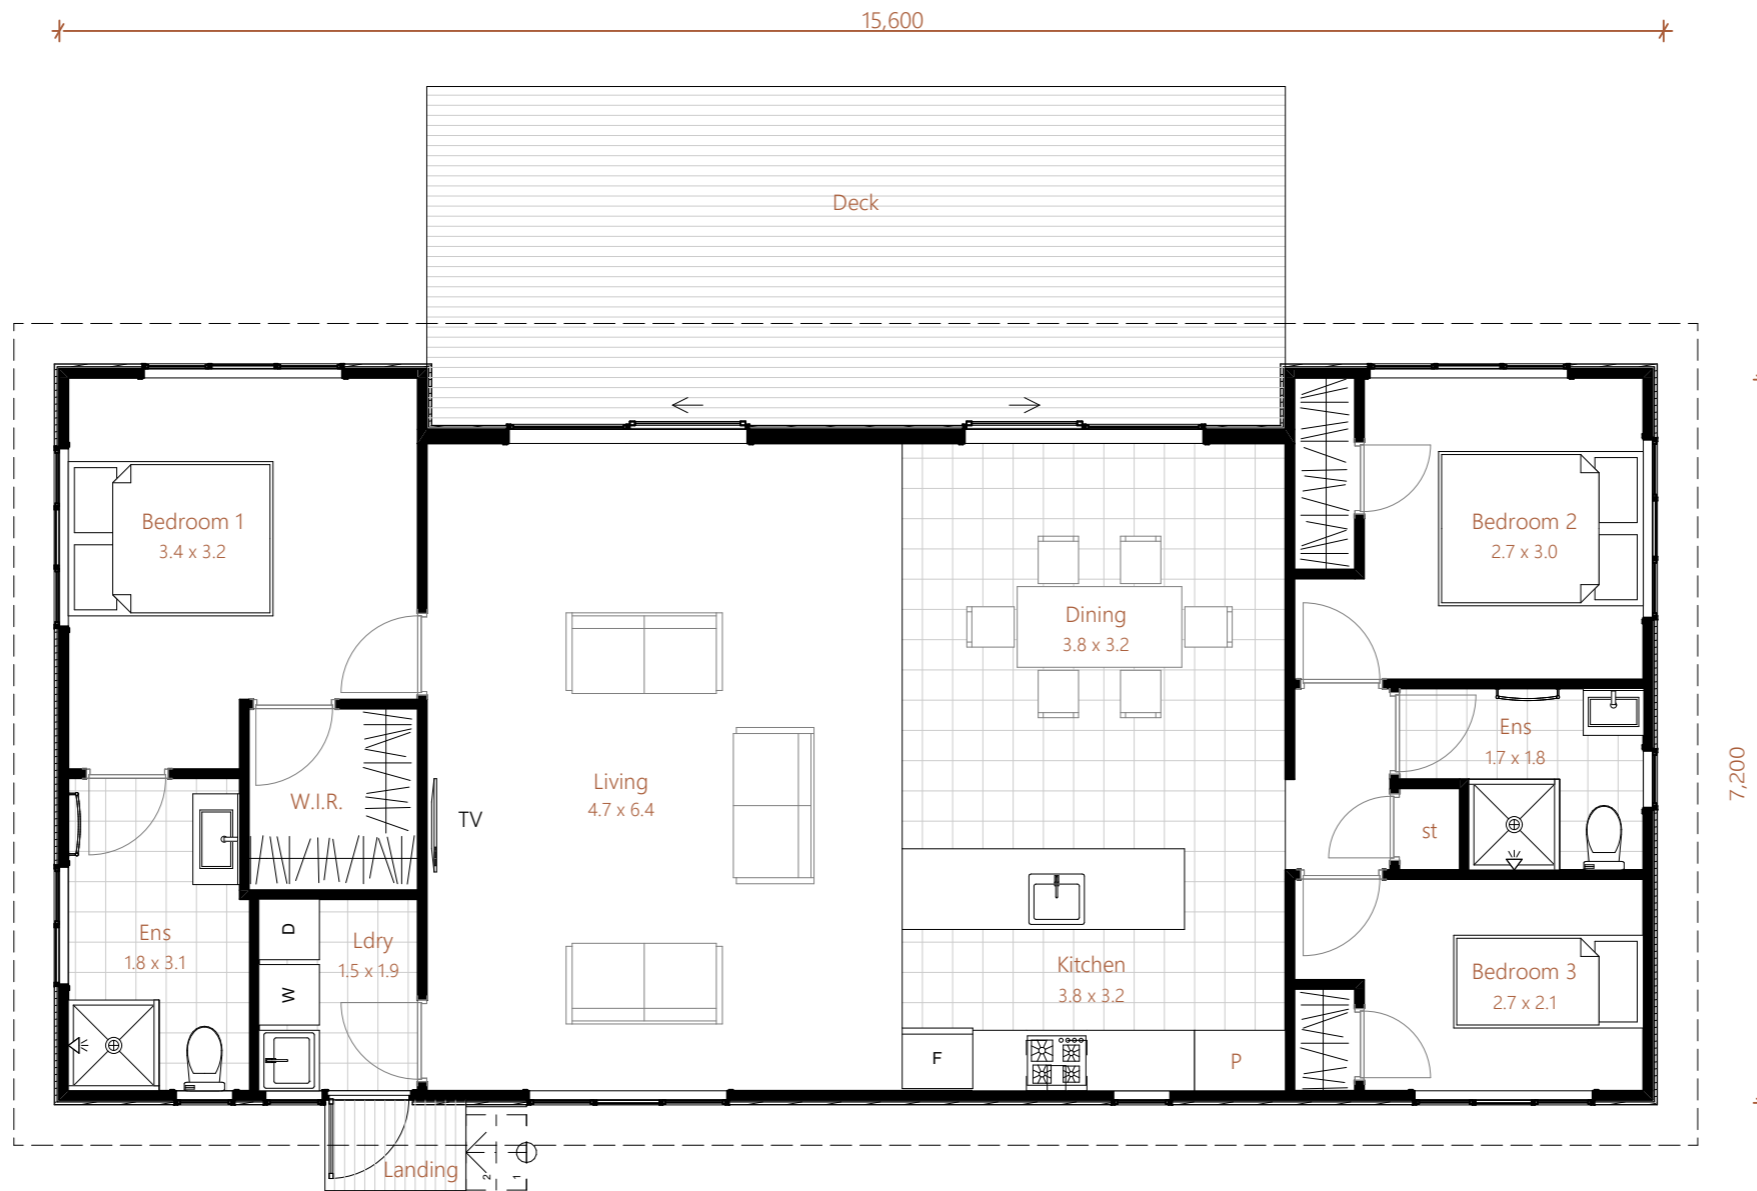 15,600
Deck
Bedroom 1
3.4 x 3.2
Bedroom 2
2.7 x 3.0
Dining
3.8 x 3.2
Ens
1.7 x 1.8
Living
4.7 x 6.4
W.I.R.
TV
st
7,200
Ens
1.8 x 3.1
D
Ldry
1.5 x 1.9
W
Kitchen
3.8 x 3.2
Bedroom 3
2.7 x 2.1
F
P
Landing
2
1